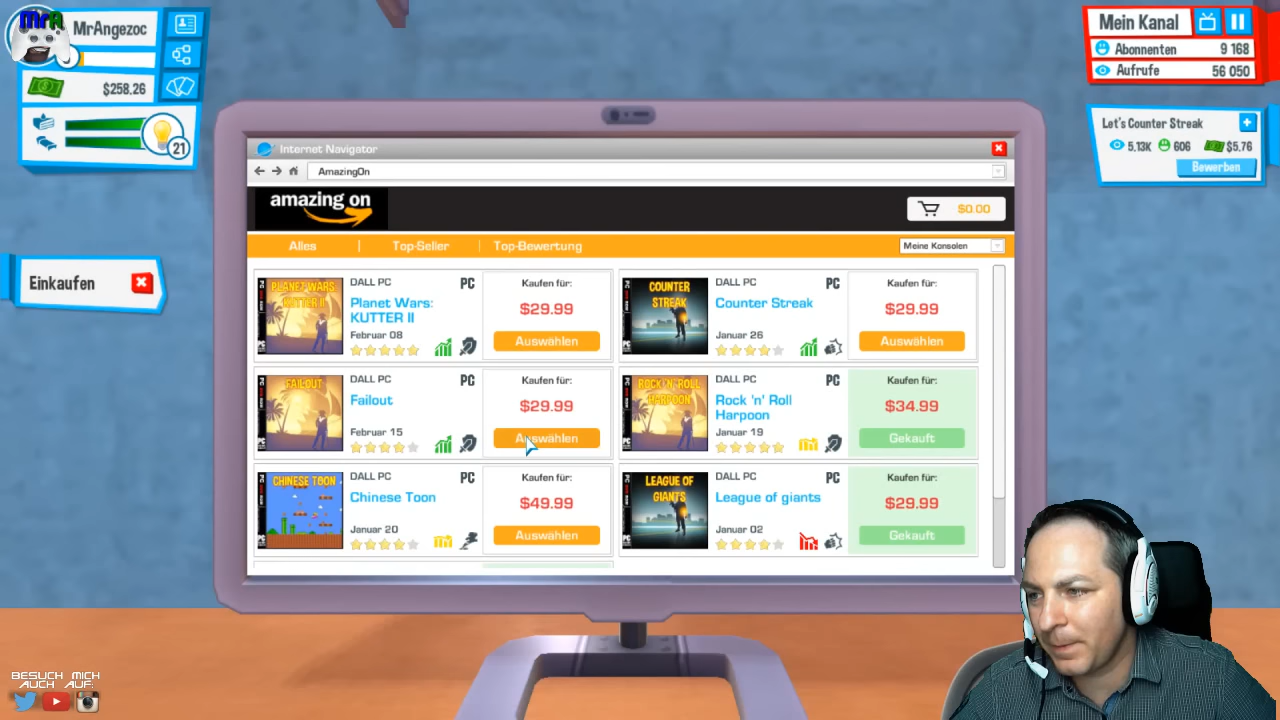 MrA
MrAngezoc
$258.26
21
Mein Kanal
Abonnenten 9 168
Aufrufe 56 050
Let's Counter Streak
5.13K 606 $5.76
Bewerben
Einkaufen
Internet Navigator
AmazingOn
amazing on
$0.00
Alles | Top-Seller | Top-Bewertung
Meine Konsolen
PLANET WARS
KUTTER II
DALL PC PC
Planet Wars:
KUTTER II
Februar 08
Kaufen für:
$29.99
Auswählen
COUNTER
STREAK
DALL PC PC
Counter Streak
Januar 26
Kaufen für:
$29.99
Auswählen
FAILOUT
DALL PC PC
Failout
Februar 15
Kaufen für:
$29.99
Auswählen
ROCK 'N' ROLL
HARPOON
DALL PC PC
Rock 'n' Roll
Harpoon
Januar 19
Kaufen für:
$34.99
Gekauft
CHINESE TOON
DALL PC PC
Chinese Toon
Januar 20
Kaufen für:
$49.99
Auswählen
LEAGUE OF
GIANTS
DALL PC PC
League of giants
Januar 02
Kaufen für:
$29.99
Gekauft
BESUCH MICH
AUCH AUF: